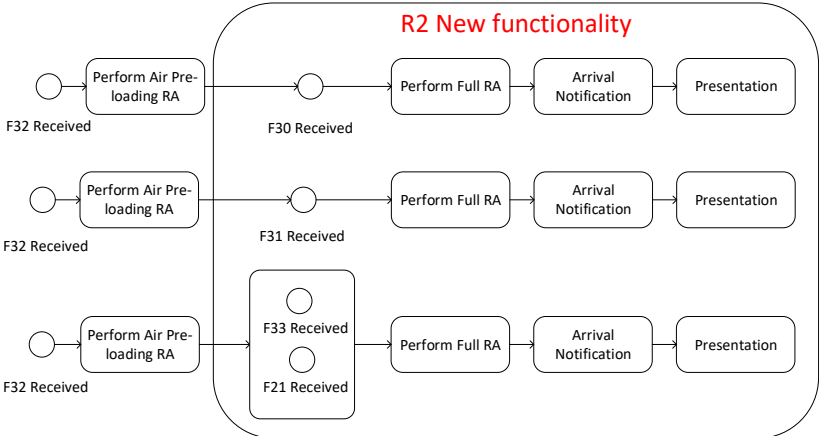 R2 New functionality
Perform Air Pre-
loading RA
Perform Full RA
Arrival
Notification
Presentation
F32 Received
F30 Received
Perform Air Pre-
loading RA
Perform Full RA
Arrival
Notification
Presentation
F32 Received
F31 Received
F33 Received
Perform Air Pre-
loading RA
Perform Full RA
Arrival
Notification
Presentation
F32 Received
F21 Received